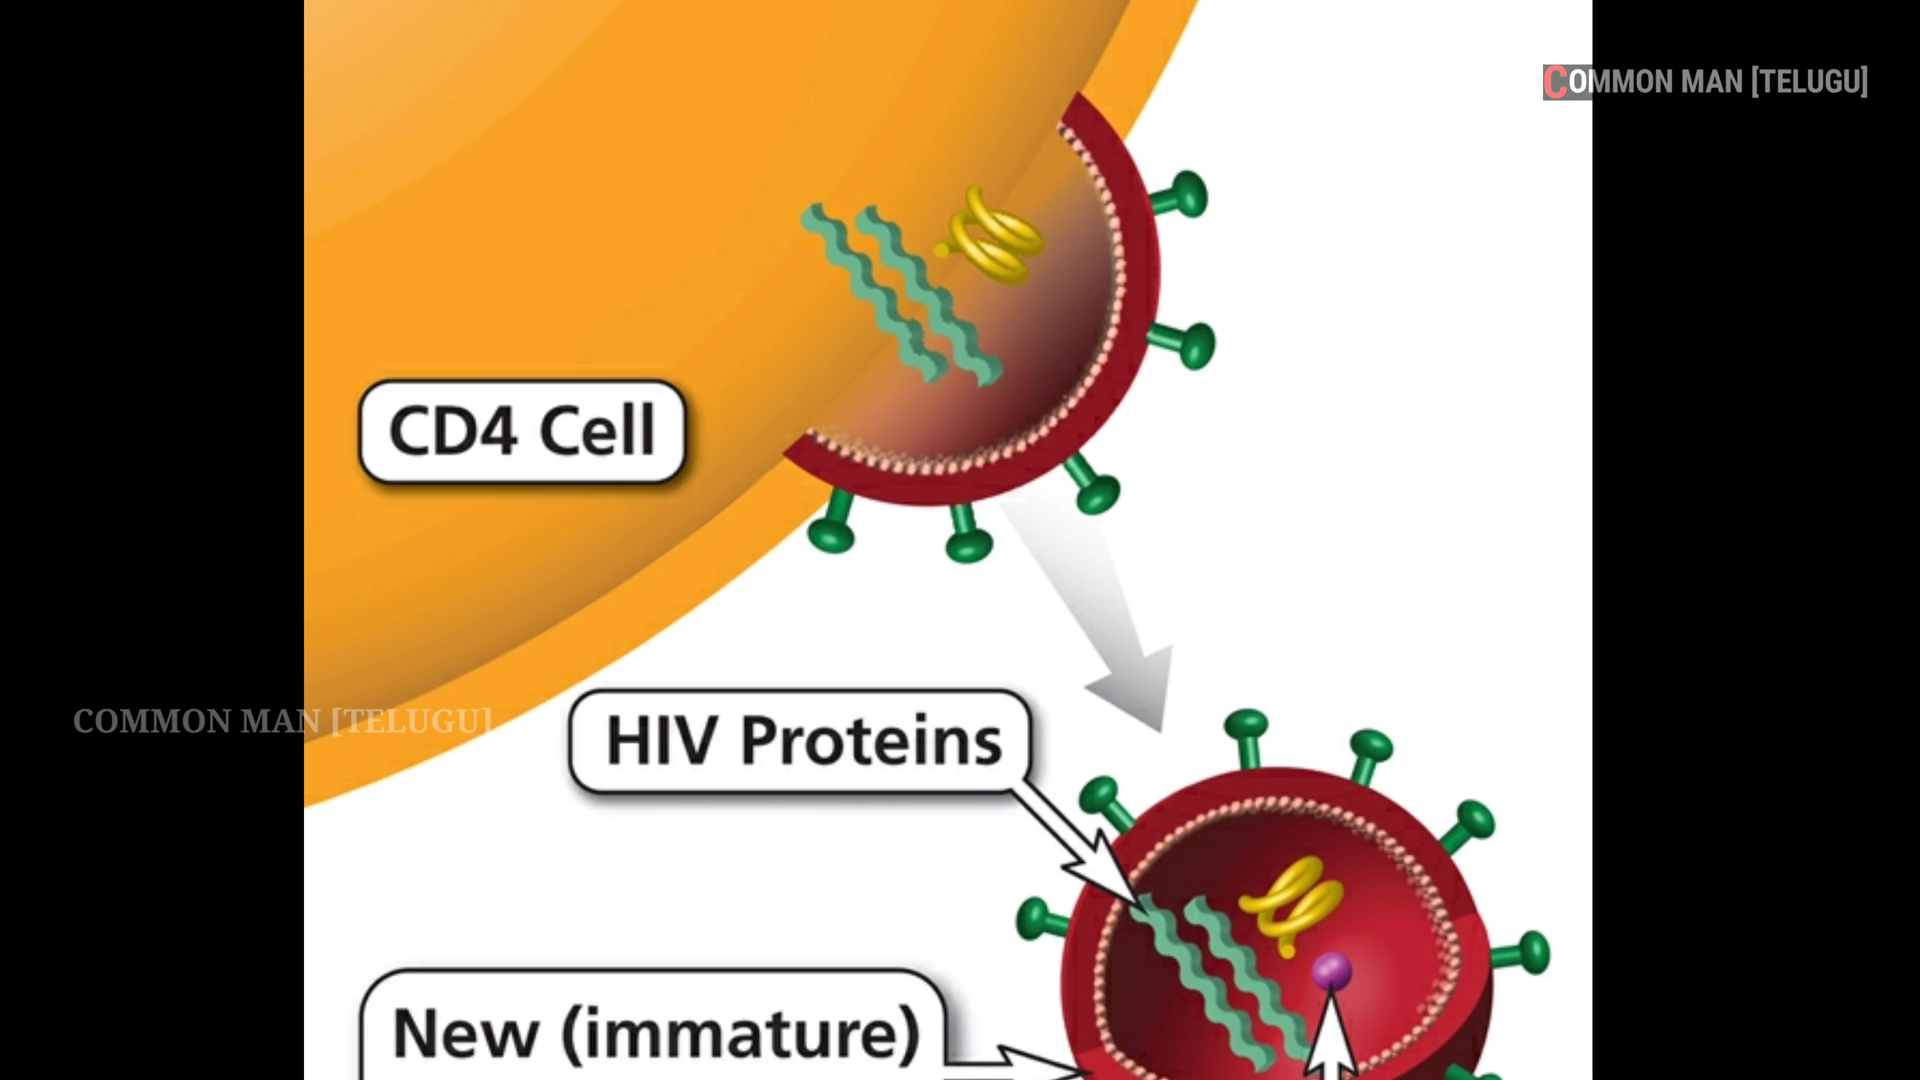 COMMON MAN [TELUGU]
CD4 Cell
COMMON MAN [TELUGU]
HIV Proteins
New (immature)